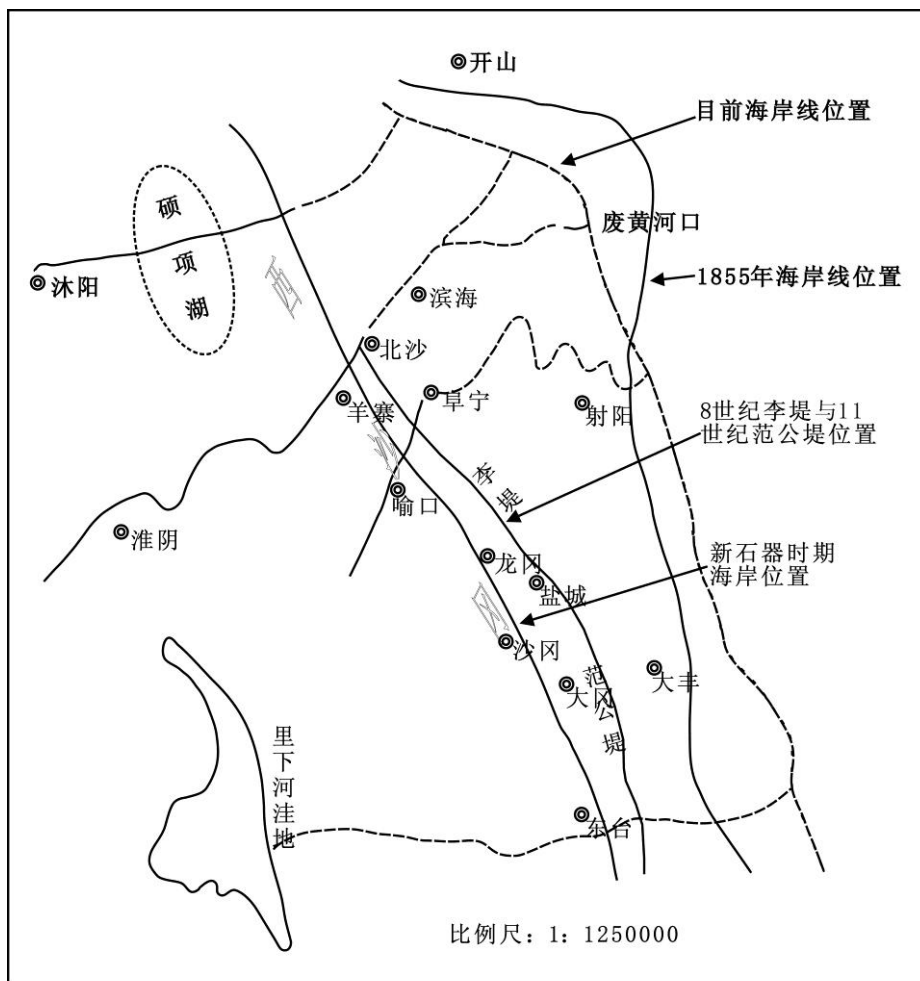 开山
目前海岸线位置
硕项湖
废黄河口
沐阳
1855年海岸线位置
滨海
北沙
羊寨
阜宁
射阳
8世纪李堤与11
世纪范公堤位置
李堤
喻口
淮阴
龙冈
盐城
新石器时期
海岸位置
沙冈
大冈
范公堤
大丰
里下河洼地
东台
比例尺: 1: 1250000